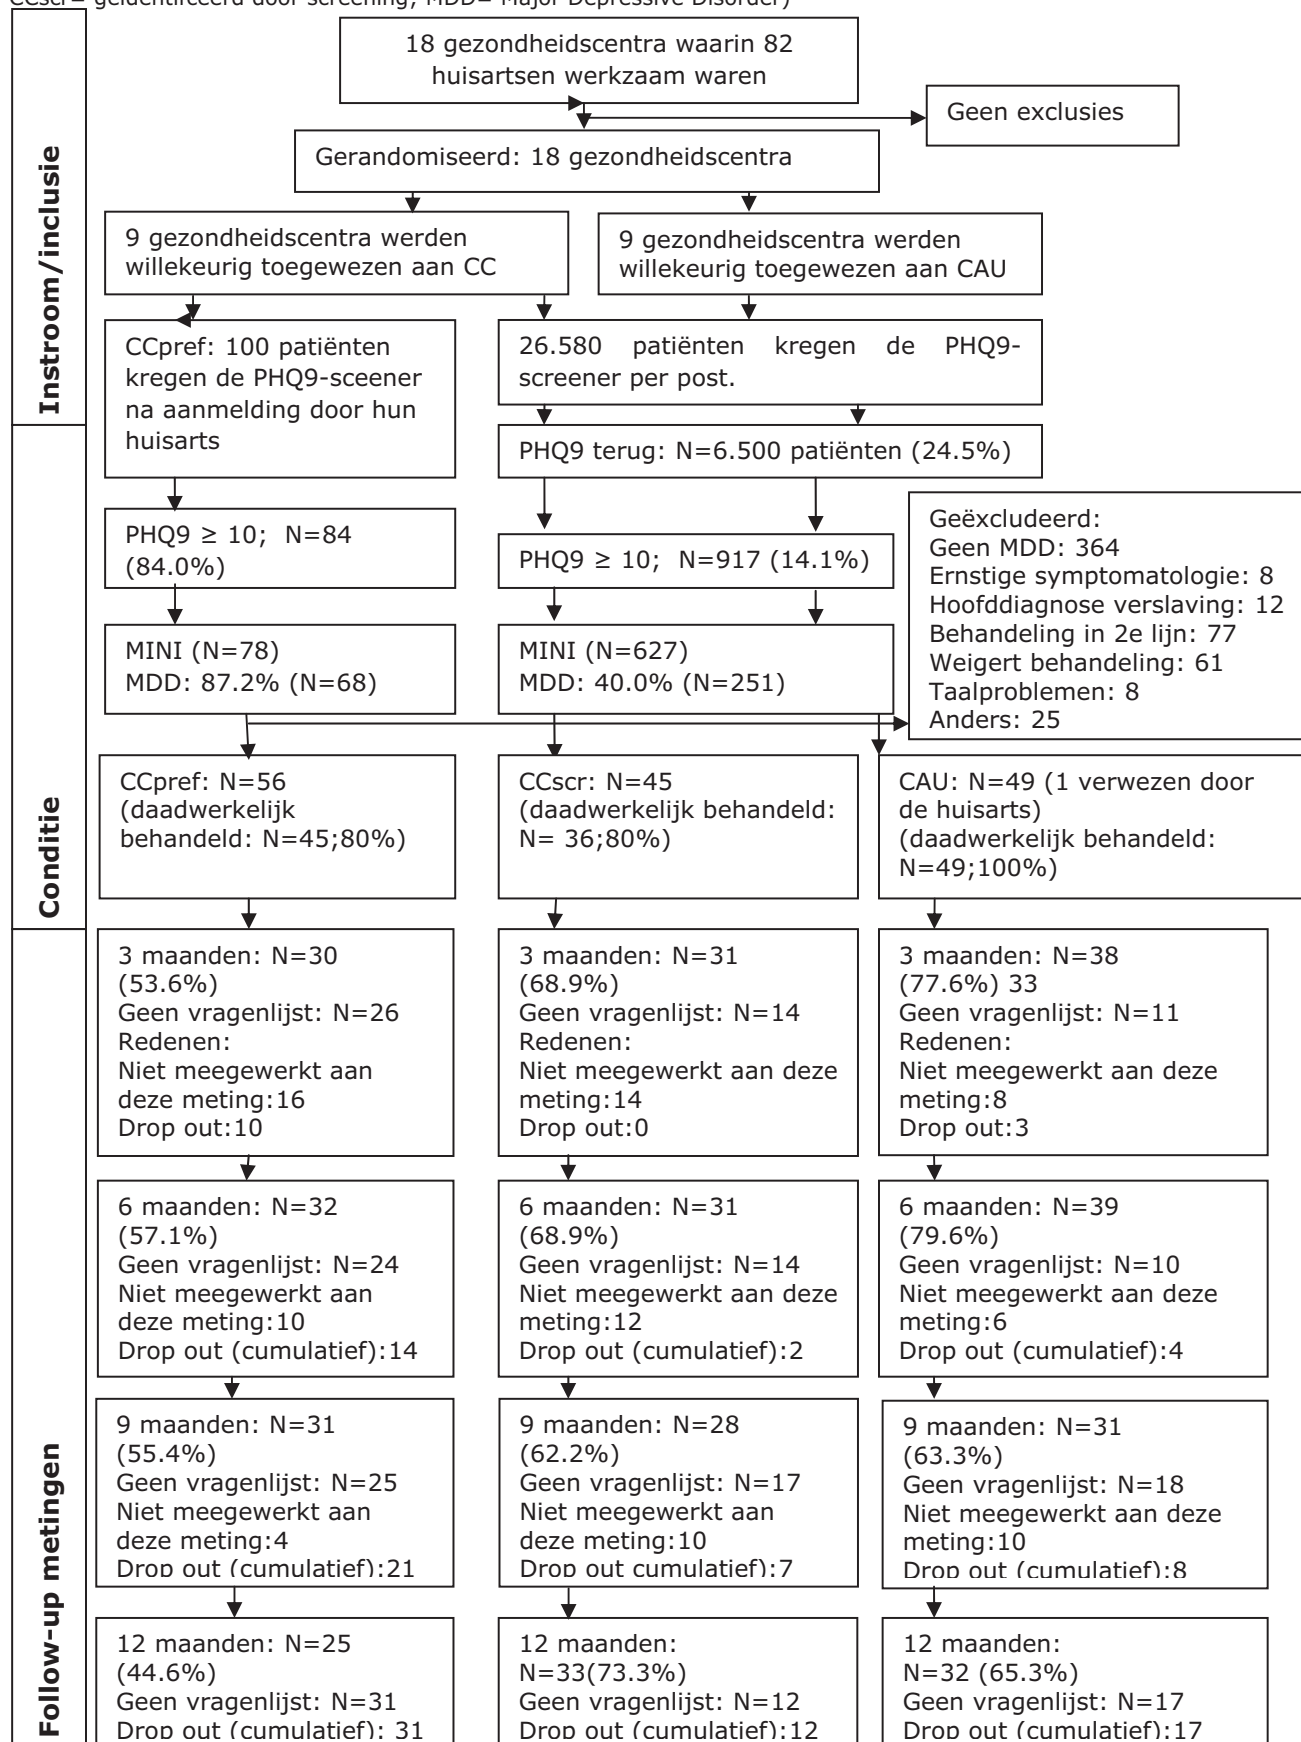 CCscr= geïdentificeerd door screening; MDD= Major Depressive Disorder)
18 gezondheidscentra waarin 82
huisartsen werkzaam waren
Geen exclusies
Gerandomiseerd: 18 gezondheidscentra
Instroom/inclusie
9 gezondheidscentra werden
willekeurig toegewezen aan CC
9 gezondheidscentra werden
willekeurig toegewezen aan CAU
CCpref: 100 patiënten
kregen de PHQ9-sceener
na aanmelding door hun
huisarts
26.580 patiënten kregen de PHQ9-
screener per post.
PHQ9 terug: N=6.500 patiënten (24.5%)
PHQ9 ≥ 10; N=84
(84.0%)
PHQ9 ≥ 10; N=917 (14.1%)
Geëxcludeerd:
Geen MDD: 364
Ernstige symptomatologie: 8
Hoofddiagnose verslaving: 12
Behandeling in 2e lijn: 77
Weigert behandeling: 61
Taalproblemen: 8
Anders: 25
MINI (N=78)
MDD: 87.2% (N=68)
MINI (N=627)
MDD: 40.0% (N=251)
Conditie
CCpref: N=56
(daadwerkelijk
behandeld: N=45;80%)
CCscr: N=45
(daadwerkelijk behandeld:
N= 36;80%)
CAU: N=49 (1 verwezen door
de huisarts)
(daadwerkelijk behandeld:
N=49;100%)
Follow-up metingen
3 maanden: N=30
(53.6%)
Geen vragenlijst: N=26
Redenen:
Niet meegewerkt aan
deze meting:16
Drop out:10
3 maanden: N=31
(68.9%)
Geen vragenlijst: N=14
Redenen:
Niet meegewerkt aan deze
meting:14
Drop out:0
3 maanden: N=38
(77.6%) 33
Geen vragenlijst: N=11
Redenen:
Niet meegewerkt aan deze
meting:8
Drop out:3
6 maanden: N=32
(57.1%)
Geen vragenlijst: N=24
Niet meegewerkt aan
deze meting:10
Drop out (cumulatief):14
6 maanden: N=31
(68.9%)
Geen vragenlijst: N=14
Niet meegewerkt aan deze
meting:12
Drop out (cumulatief):2
6 maanden: N=39
(79.6%)
Geen vragenlijst: N=10
Niet meegewerkt aan deze
meting:6
Drop out (cumulatief):4
9 maanden: N=31
(55.4%)
Geen vragenlijst: N=25
Niet meegewerkt aan
deze meting:4
Drop out (cumulatief):21
9 maanden: N=28
(62.2%)
Geen vragenlijst: N=17
Niet meegewerkt aan
deze meting:10
Drop out cumulatief):7
9 maanden: N=31
(63.3%)
Geen vragenlijst: N=18
Niet meegewerkt aan deze
meting:10
Drop out (cumulatief):8
12 maanden: N=25
(44.6%)
Geen vragenlijst: N=31
Drop out (cumulatief): 31
12 maanden:
N=33(73.3%)
Geen vragenlijst: N=12
Drop out (cumulatief):12
12 maanden:
N=32 (65.3%)
Geen vragenlijst: N=17
Drop out (cumulatief):17